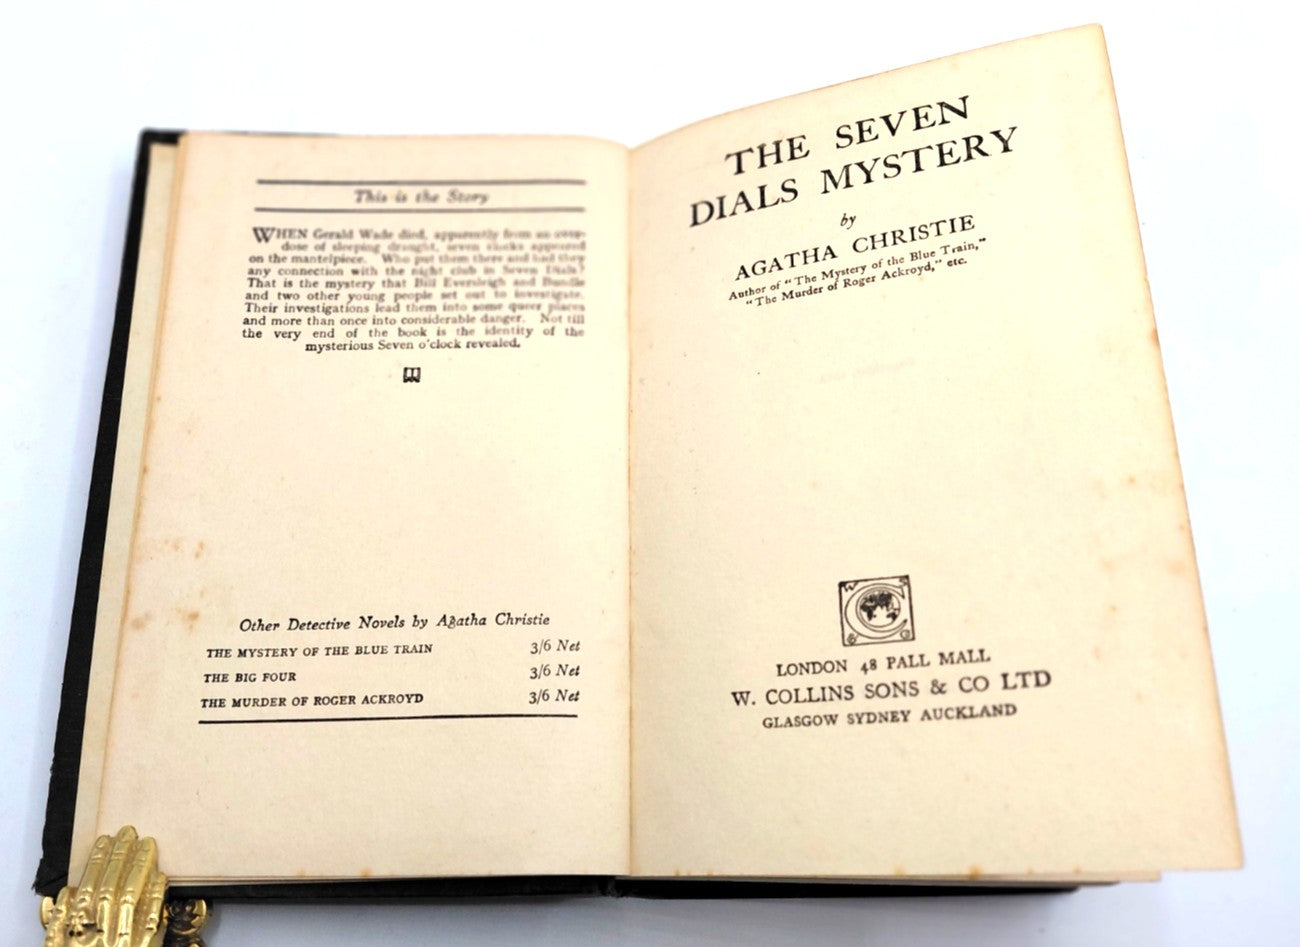 This is the Story
WHEN Gerald Wade died, apparently from an over-
dose of sleeping draught, seven clocks appeared
on the mantelpiece. Who put them there and had they
any connection with the night club in Seven Dials?
That is the mystery that Bill Eversleigh and Bundle
and two other young people set out to investigate.
Their investigations lead them into some queer places
and more than once into considerable danger. Not till
the very end of the book is the identity of the
mysterious Seven o'clock revealed.
Other Detective Novels by Agatha Christie
THE MYSTERY OF THE BLUE TRAIN 3/6 Net
THE BIG FOUR 3/6 Net
THE MURDER OF ROGER ACKROYD 3/6 Net
THE SEVEN
DIALS MYSTERY
by
AGATHA CHRISTIE
Author of "The Mystery of the Blue Train,"
"The Murder of Roger Ackroyd," etc.
W S
& C
LONDON 48 PALL MALL
W. COLLINS SONS & CO LTD
GLASGOW SYDNEY AUCKLAND